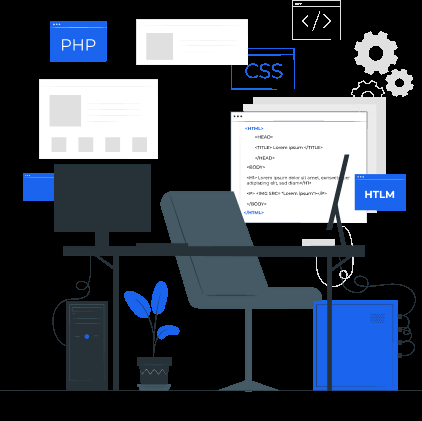 PHP
</>
CSS
<HTML>
<HEAD>
<TITLE> Lorem ipsum </TITLE>
</HEAD>
<BODY>
<H1> Lorem ipsum dolor sit amet, consectetuer
adipiscing elit, sed diam</H1>
<P> <IMG SRC= "Lorem ipsum"></P>
</BODY>
</HTML>
HTLM